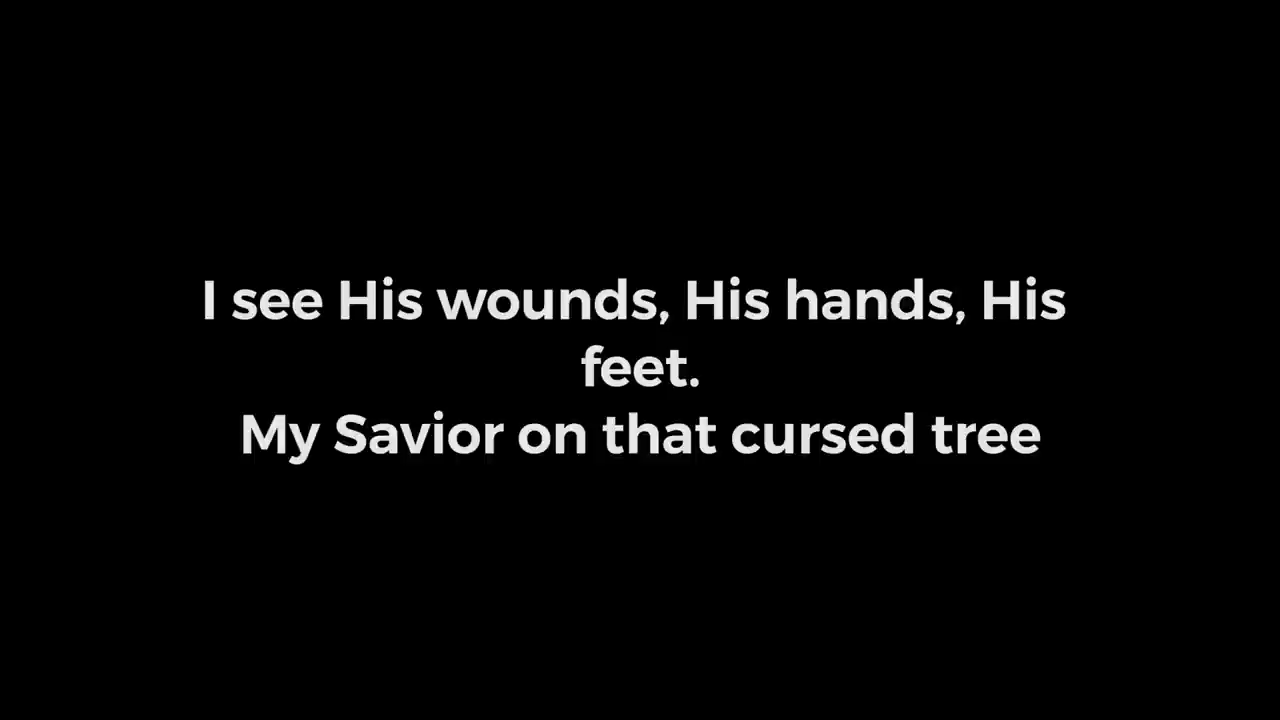 I see His wounds, His hands, His
feet.
My Savior on that cursed tree